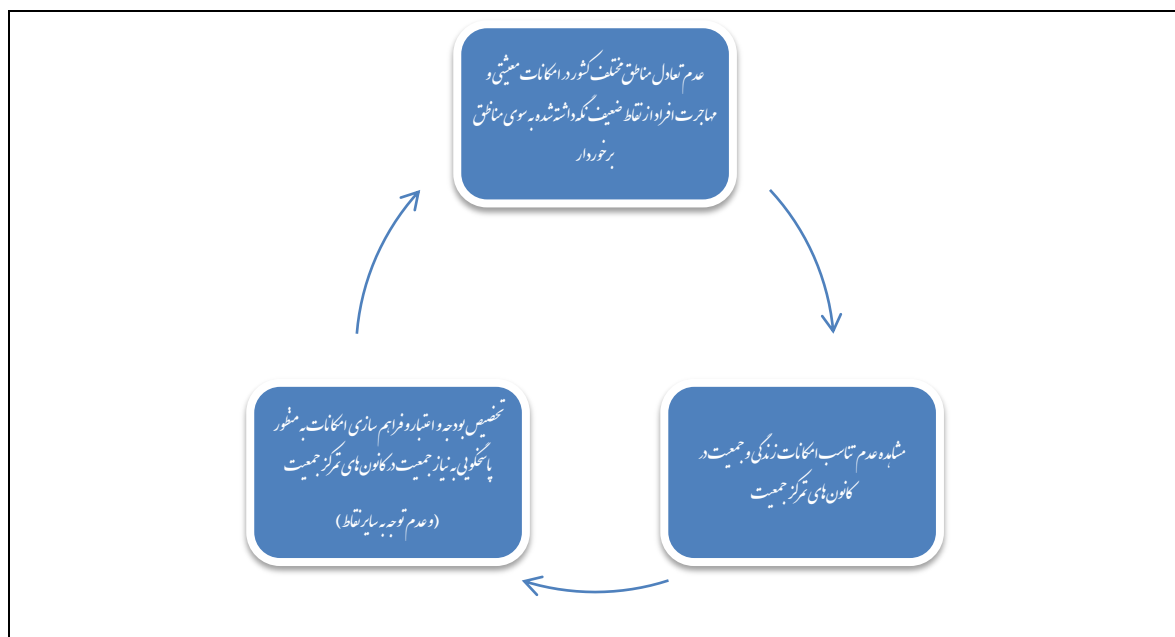 عدم تعادل مناطق مختلف کشور در امکانات معیشتی و
مهاجرت افراد از نقاط ضعیف نگه داشته شده به سوی مناطق
برخوردار
مشاهده عدم تناسب امکانات زندگی و جمعیت در
کانون های تمرکز جمعیت
تخصیص بودجه و اعتبار و فراهم سازی امکانات به منظور
پاسخگویی به نیاز جمعیت در کانون های تمرکز جمعیت
(و عدم توجه به سایر نقاط)